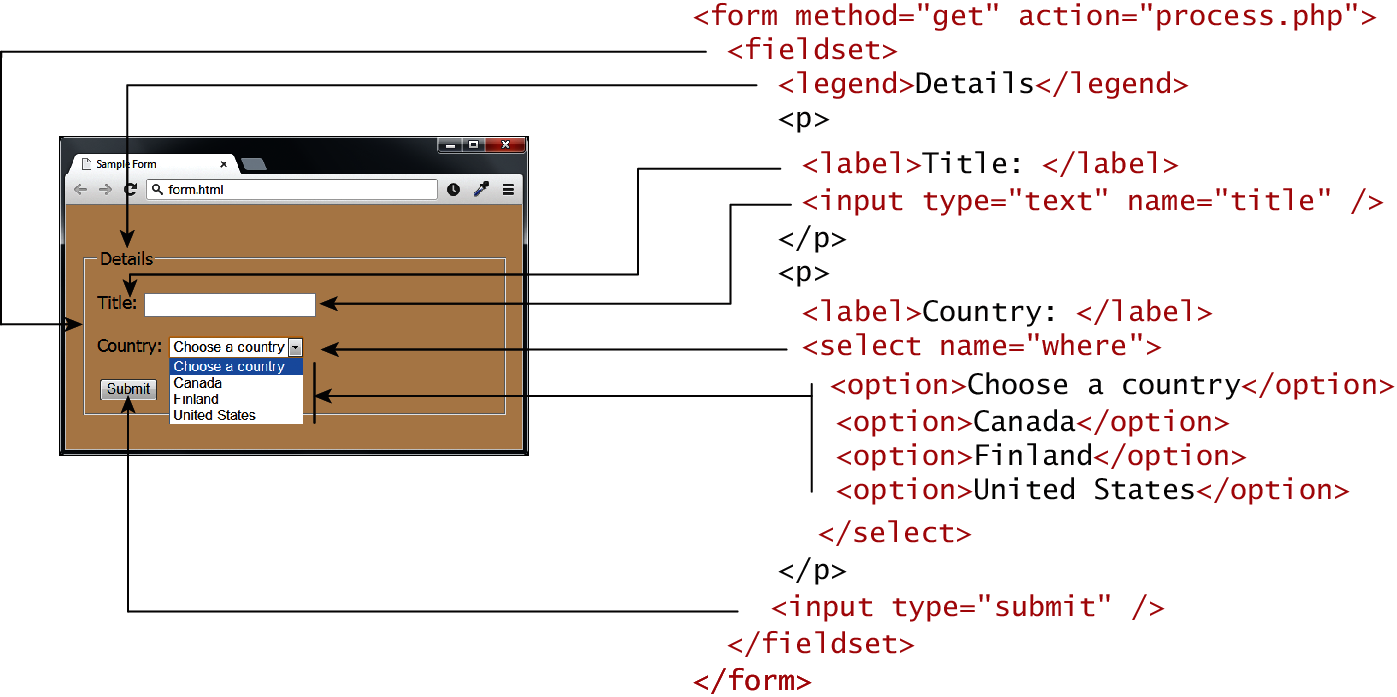 <form method="get" action="process.php">
<fieldset>
<legend>Details</legend>
<p>
<label>Title: </label>
<input type="text" name="title" />
</p>
<p>
<label>Country: </label>
<select name="where">
<option>Choose a country</option>
<option>Canada</option>
<option>Finland</option>
<option>United States</option>
</select>
</p>
<input type="submit" />
</fieldset>
</form>
Sample Form
form.html
Details
Title:
Country: Choose a country
Choose a country
Submit Canada
Finland
United States